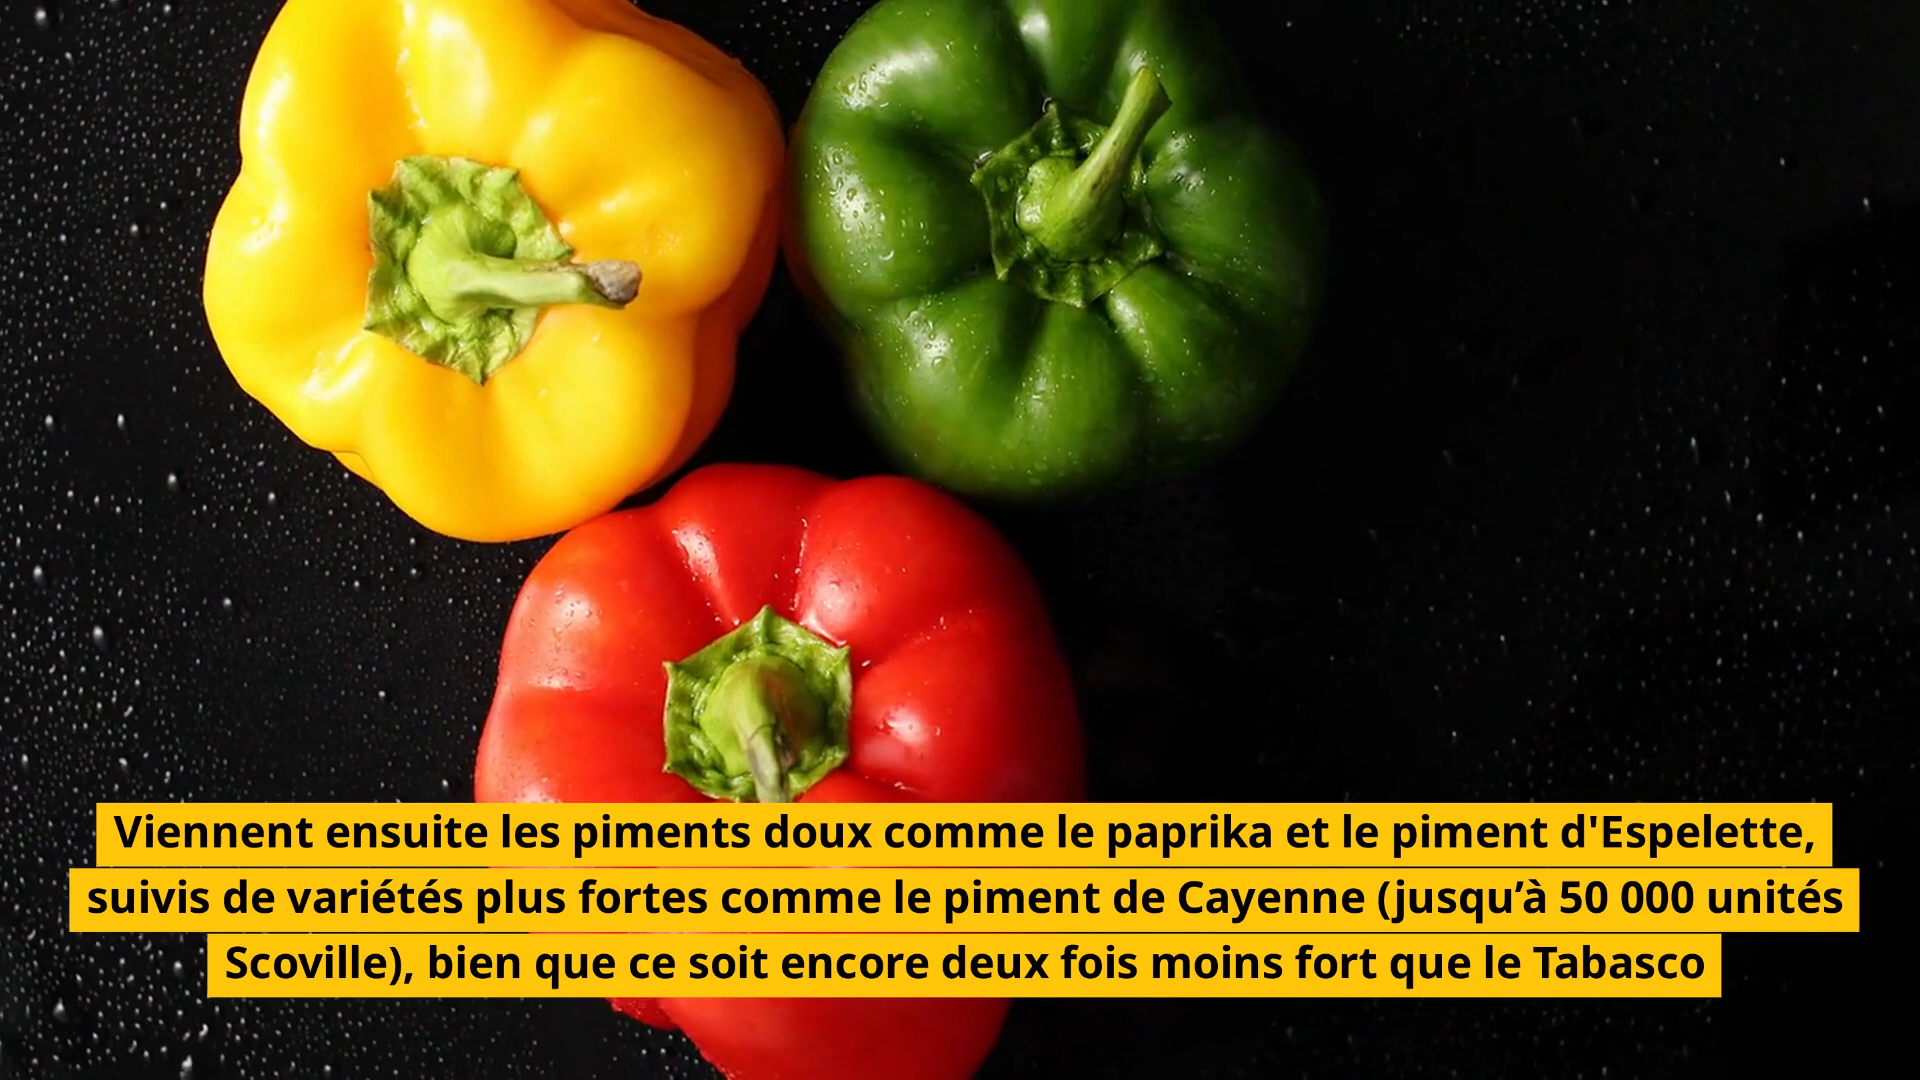 Viennent ensuite les piments doux comme le paprika et le piment d'Espelette,
suivis de variétés plus fortes comme le piment de Cayenne (jusqu’à 50 000 unités
Scoville), bien que ce soit encore deux fois moins fort que le Tabasco